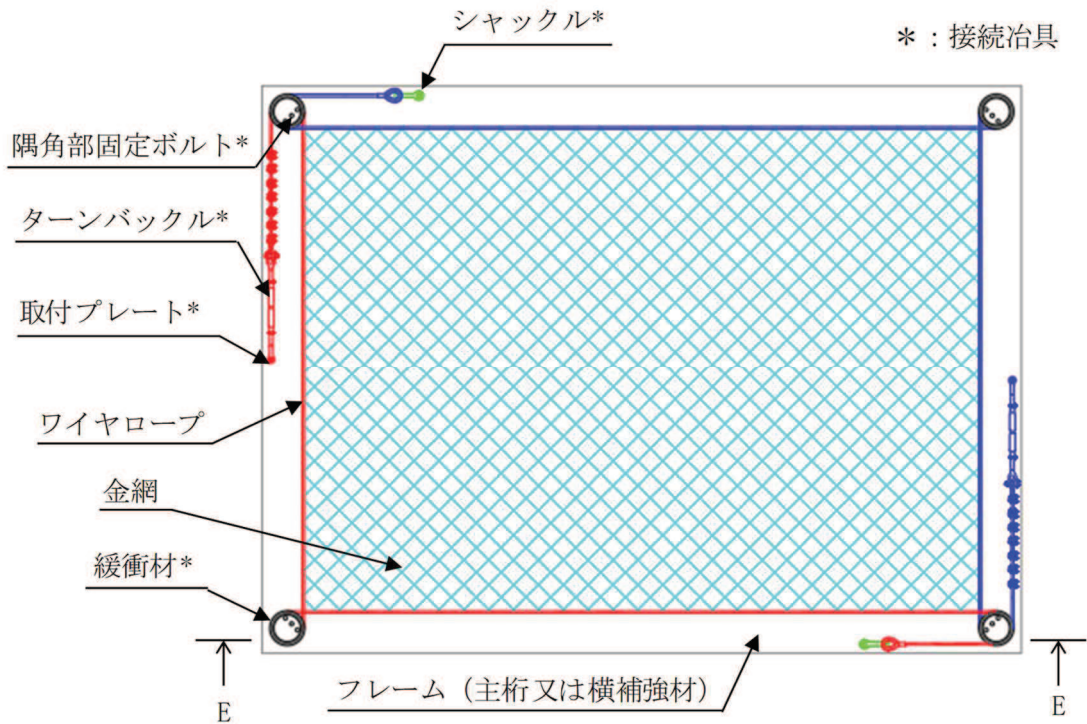 シャックル*
*：接続冶具
隅角部固定ボルト*
ターンバックル*
取付プレート*
ワイヤロープ
金網
緩衝材*
フレーム（主桁又は横補強材）
E
E